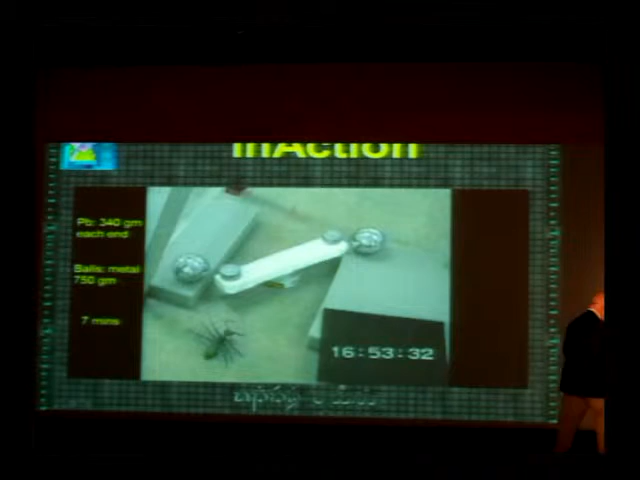 InAction
Pb: 340 gm
each end
Balls: metal
750 gm
7 mins
16:53:32